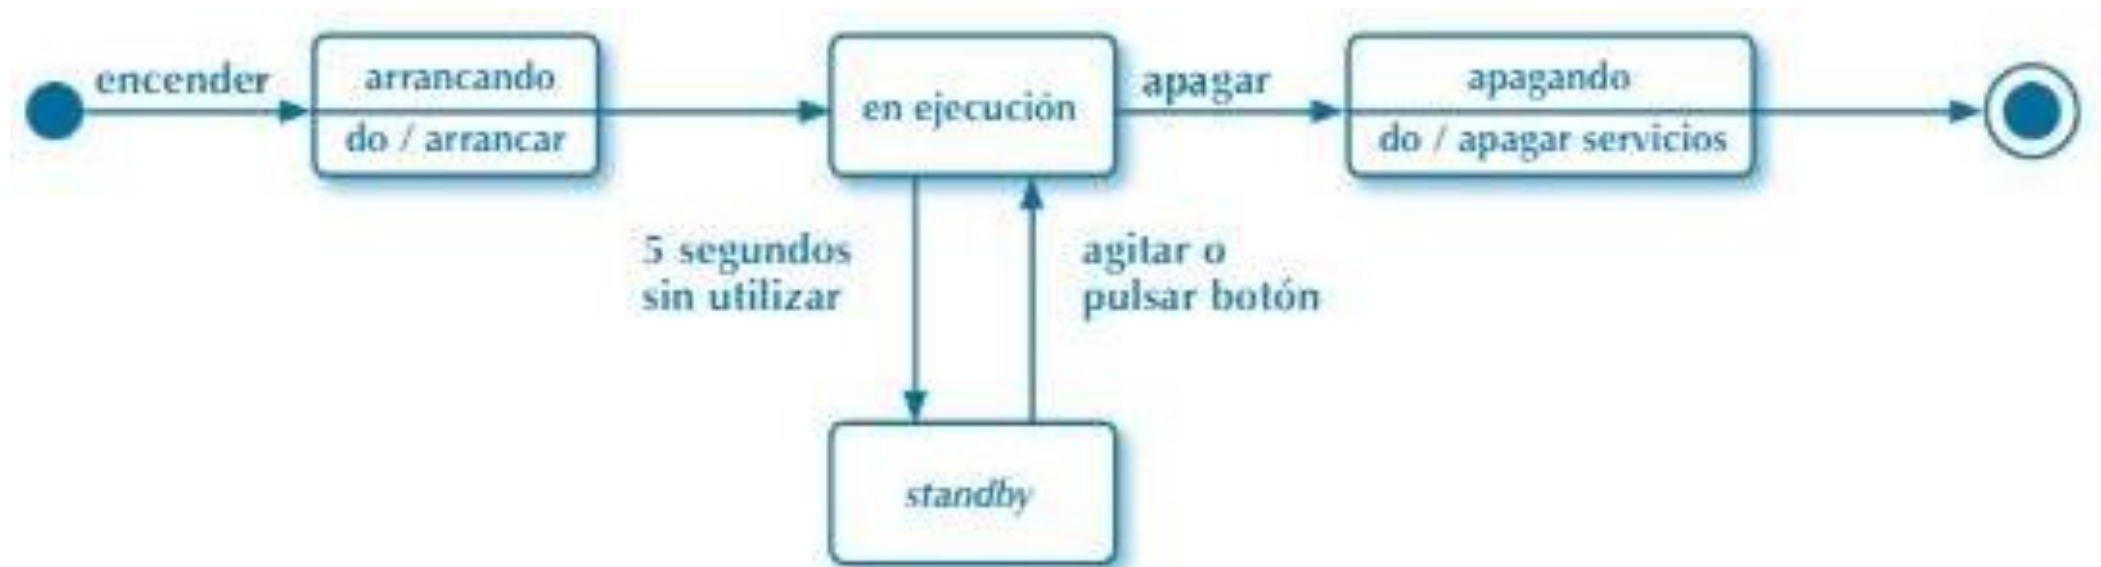 encender
arrancando
do / arrancar
en ejecución
apagar
apagando
do / apagar servicios
5 segundos
sin utilizar
agitar o
pulsar botón
standby